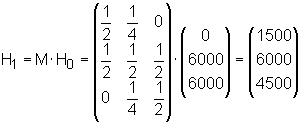 H₁ = M · H₀ = ( 1/2 1/4 0 ; 1/2 1/2 1/2 ; 0 1/4 1/2 ) · ( 0 ; 6000 ; 6000 ) = ( 1500 ; 6000 ; 4500 )